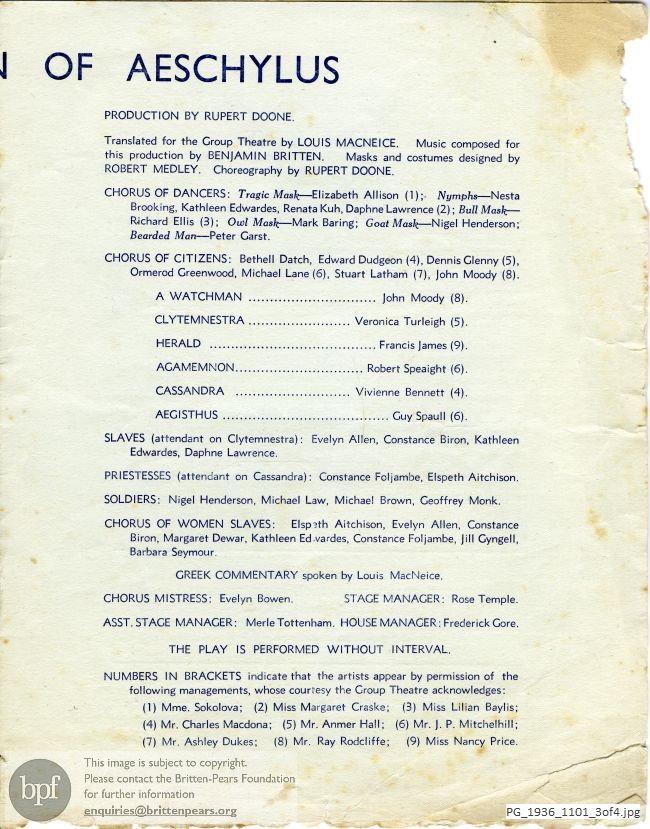 N OF AESCHYLUS
PRODUCTION BY RUPERT DOONE.
Translated for the Group Theatre by LOUIS MACNEICE. Music composed for
this production by BENJAMIN BRITTEN. Masks and costumes designed by
ROBERT MEDLEY. Choreography by RUPERT DOONE.
CHORUS OF DANCERS: Tragic Mask—Elizabeth Allison (1); Nymphs—Nesta
Brooking, Kathleen Edwardes, Renata Kuh, Daphne Lawrence (2); Bull Mask—
Richard Ellis (3); Owl Mask—Mark Baring; Goat Mask—Nigel Henderson;
Bearded Man—Peter Garst.
CHORUS OF CITIZENS: Bethell Datch, Edward Dudgeon (4), Dennis Glenny (5),
Ormerod Greenwood, Michael Lane (6), Stuart Latham (7), John Moody (8).
A WATCHMAN ............................ John Moody (8).
CLYTEMNESTRA ...................... Veronica Turleigh (5).
HERALD .................................... Francis James (9).
AGAMEMNON............................ Robert Speaight (6).
CASSANDRA ......................... Vivienne Bennett (4).
AEGISTHUS .................................... Guy Spaull (6).
SLAVES (attendant on Clytemnestra): Evelyn Allen, Constance Biron, Kathleen
Edwardes, Daphne Lawrence.
PRIESTESSES (attendant on Cassandra): Constance Foljambe, Elspeth Aitchison.
SOLDIERS: Nigel Henderson, Michael Law, Michael Brown, Geoffrey Monk.
CHORUS OF WOMEN SLAVES: Elspeth Aitchison, Evelyn Allen, Constance
Biron, Margaret Dewar, Kathleen Edwardes, Constance Foljambe, Jill Gyngell,
Barbara Seymour.
GREEK COMMENTARY spoken by Louis MacNeice.
CHORUS MISTRESS: Evelyn Bowen. STAGE MANAGER: Rose Temple.
ASST. STAGE MANAGER: Merle Tottenham. HOUSE MANAGER: Frederick Gore.
THE PLAY IS PERFORMED WITHOUT INTERVAL.
NUMBERS IN BRACKETS indicate that the artists appear by permission of the
following managements, whose courtesy the Group Theatre acknowledges:
(1) Mme. Sokolova; (2) Miss Margaret Craske; (3) Miss Lilian Baylis;
(4) Mr. Charles Macdona; (5) Mr. Anmer Hall; (6) Mr. J. P. Mitchelhill;
(7) Mr. Ashley Dukes; (8) Mr. Ray Rodcliffe; (9) Miss Nancy Price.
bpf
This image is subject to copyright.
Please contact the Britten-Pears Foundation
for further information
enquiries@brittenpears.org
PG_1936_1101_3of4.jpg